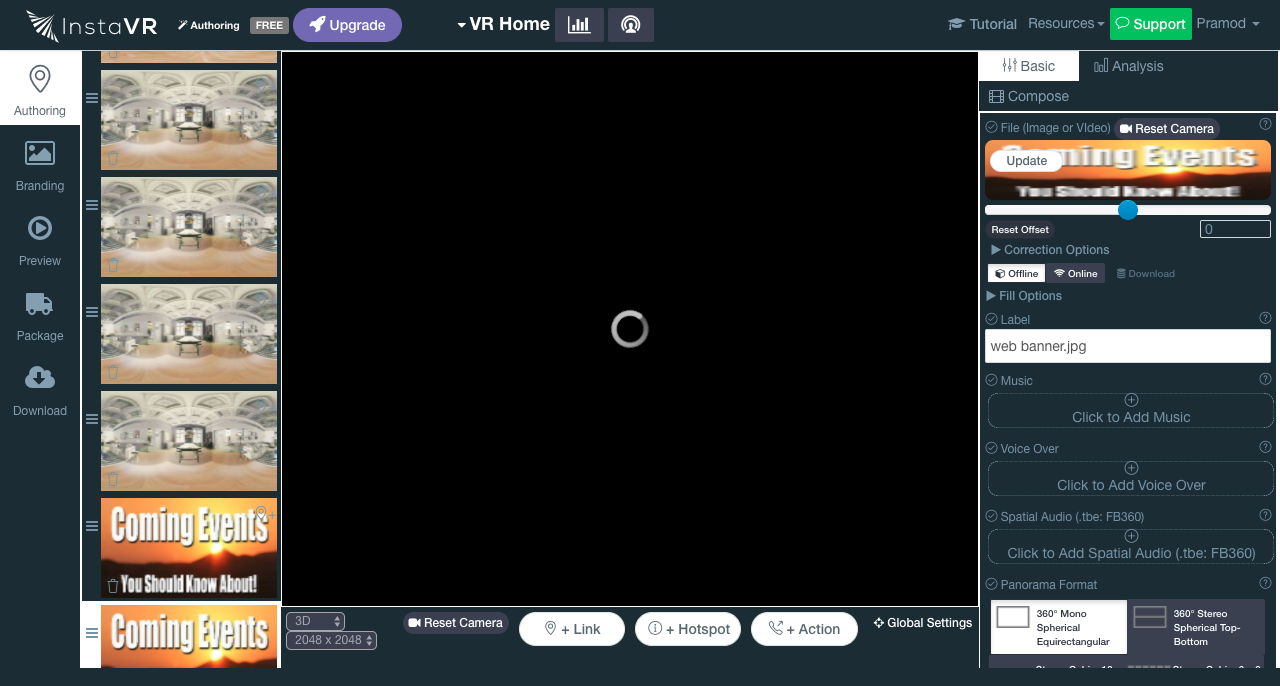 InstaVR
Authoring
FREE
Upgrade
VR Home
Tutorial
Resources
Support
Pramod
Authoring
Branding
Preview
Package
Download
Coming Events
You Should Know About!
Coming Events
3D
2048 x 2048
Reset Camera
+ Link
+ Hotspot
+ Action
Global Settings
Basic
Analysis
Compose
File (Image or VIdeo)
Reset Camera
Coming Events
Update
You Should Know About!
Reset Offset
0
Correction Options
Offline
Online
Download
Fill Options
Label
web banner.jpg
Music
Click to Add Music
Voice Over
Click to Add Voice Over
Spatial Audio (.tbe: FB360)
Click to Add Spatial Audio (.tbe: FB360)
Panorama Format
360° Mono
Spherical
Equirectangular
360° Stereo
Spherical Top-
Bottom